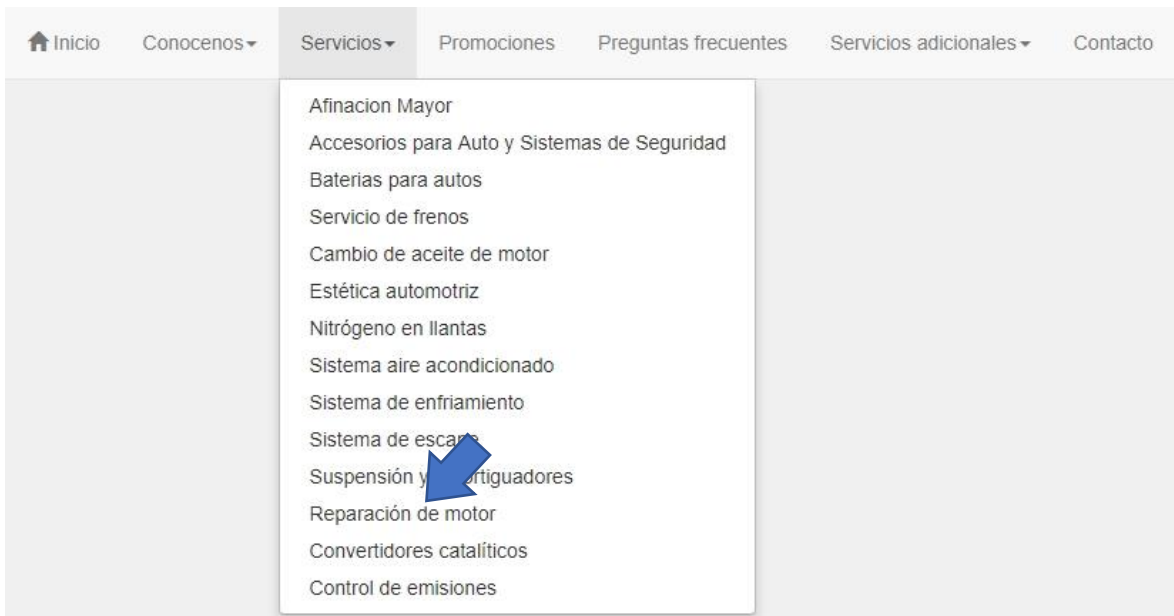 Inicio Conocenos Servicios Promociones Preguntas frecuentes Servicios adicionales Contacto
Afinacion Mayor
Accesorios para Auto y Sistemas de Seguridad
Baterias para autos
Servicio de frenos
Cambio de aceite de motor
Estética automotriz
Nitrógeno en llantas
Sistema aire acondicionado
Sistema de enfriamiento
Sistema de escape
Suspensión y
Reparación de motor
Convertidores catalíticos
Control de emisiones